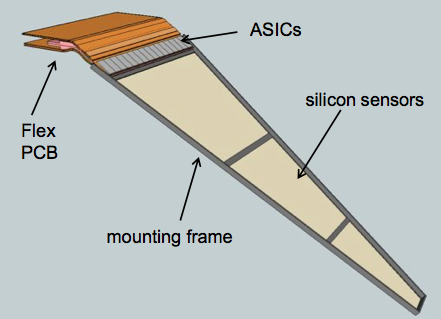 ASICs
silicon sensors
Flex
PCB
mounting frame